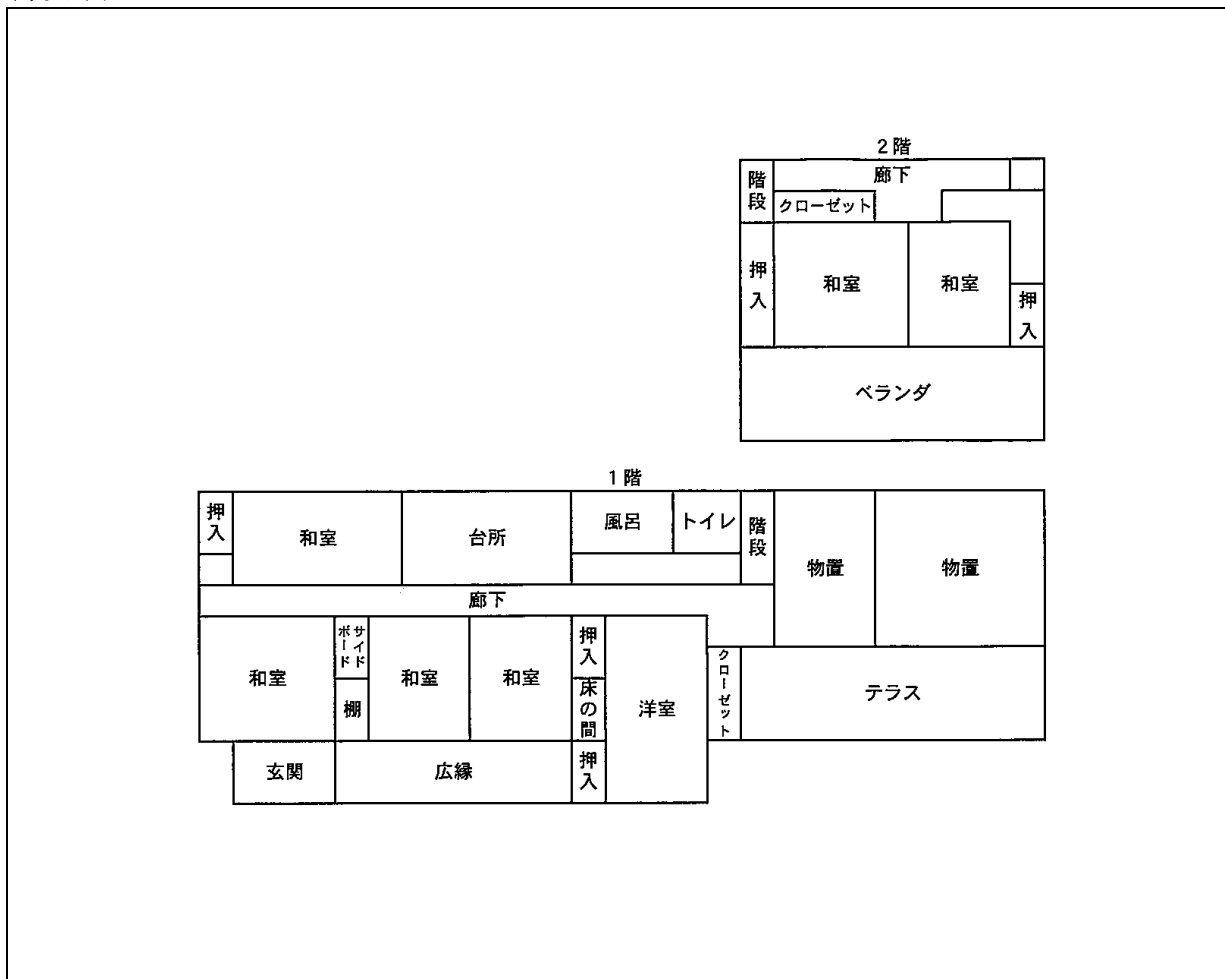 2階
廊下
階段
クローゼット
押入
和室
和室
押入
ベランダ
1階
押入
和室
台所
風呂
トイレ
階段
物置
物置
廊下
和室
サイドボード
棚
和室
和室
押入
床の間
洋室
クローゼット
テラス
玄関
広縁
押入